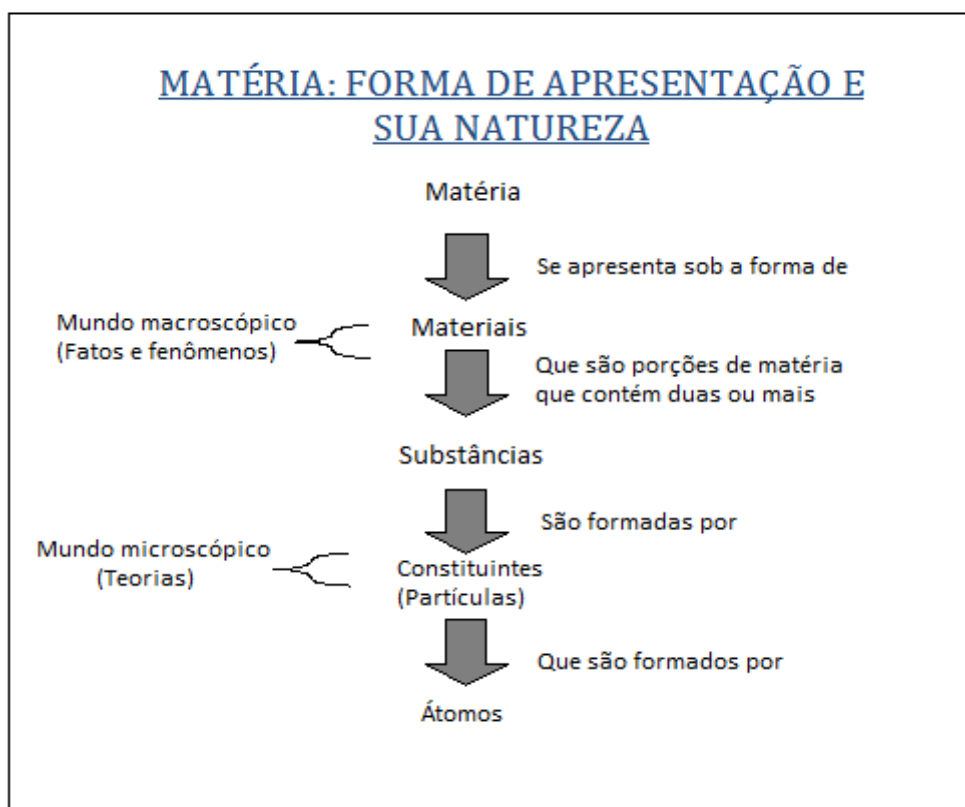 MATÉRIA: FORMA DE APRESENTAÇÃO E
SUA NATUREZA
Matéria
Se apresenta sob a forma de
Mundo macroscópico
(Fatos e fenômenos)
Materiais
Que são porções de matéria
que contém duas ou mais
Substâncias
São formadas por
Mundo microscópico
(Teorias)
Constituintes
(Partículas)
Que são formados por
Átomos